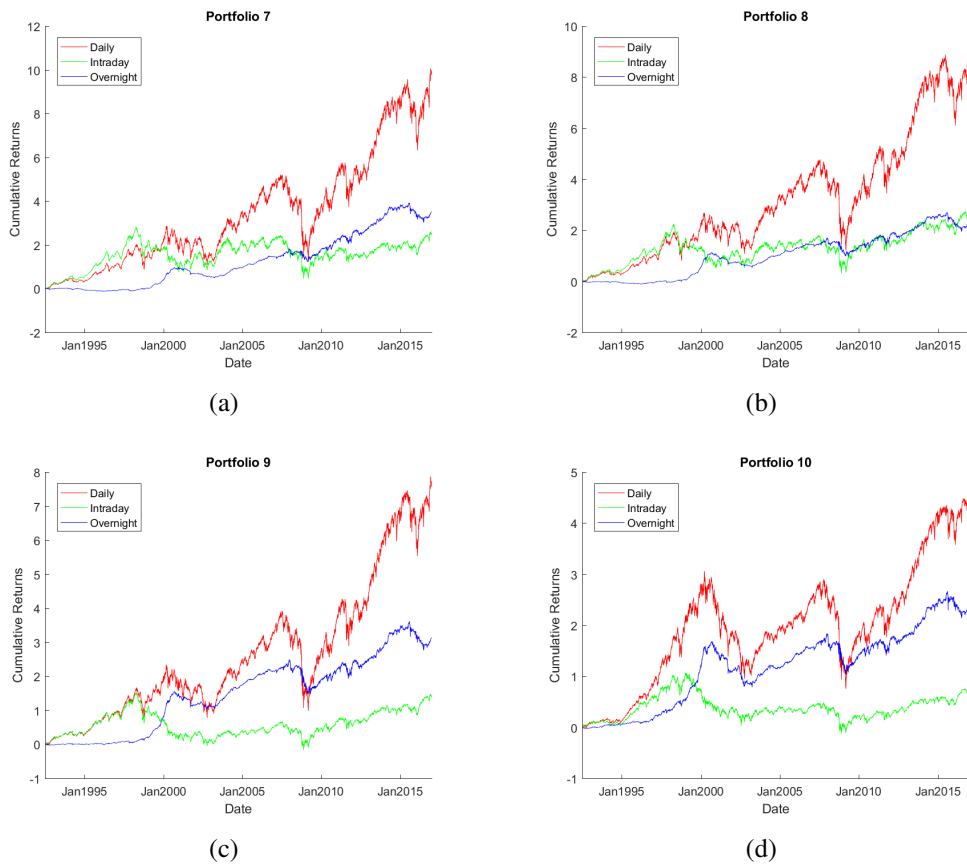 Portfolio 7
12
10
8
6
4
2
0
-2
Cumulative Returns
Daily
Intraday
Overnight
Jan1995 Jan2000 Jan2005 Jan2010 Jan2015
Date
(a)
Portfolio 8
10
8
6
4
2
0
-2
Cumulative Returns
Daily
Intraday
Overnight
Jan1995 Jan2000 Jan2005 Jan2010 Jan2015
Date
(b)
Portfolio 9
8
7
6
5
4
3
2
1
0
-1
Cumulative Returns
Daily
Intraday
Overnight
Jan1995 Jan2000 Jan2005 Jan2010 Jan2015
Date
(c)
Portfolio 10
5
4
3
2
1
0
-1
Cumulative Returns
Daily
Intraday
Overnight
Jan1995 Jan2000 Jan2005 Jan2010 Jan2015
Date
(d)